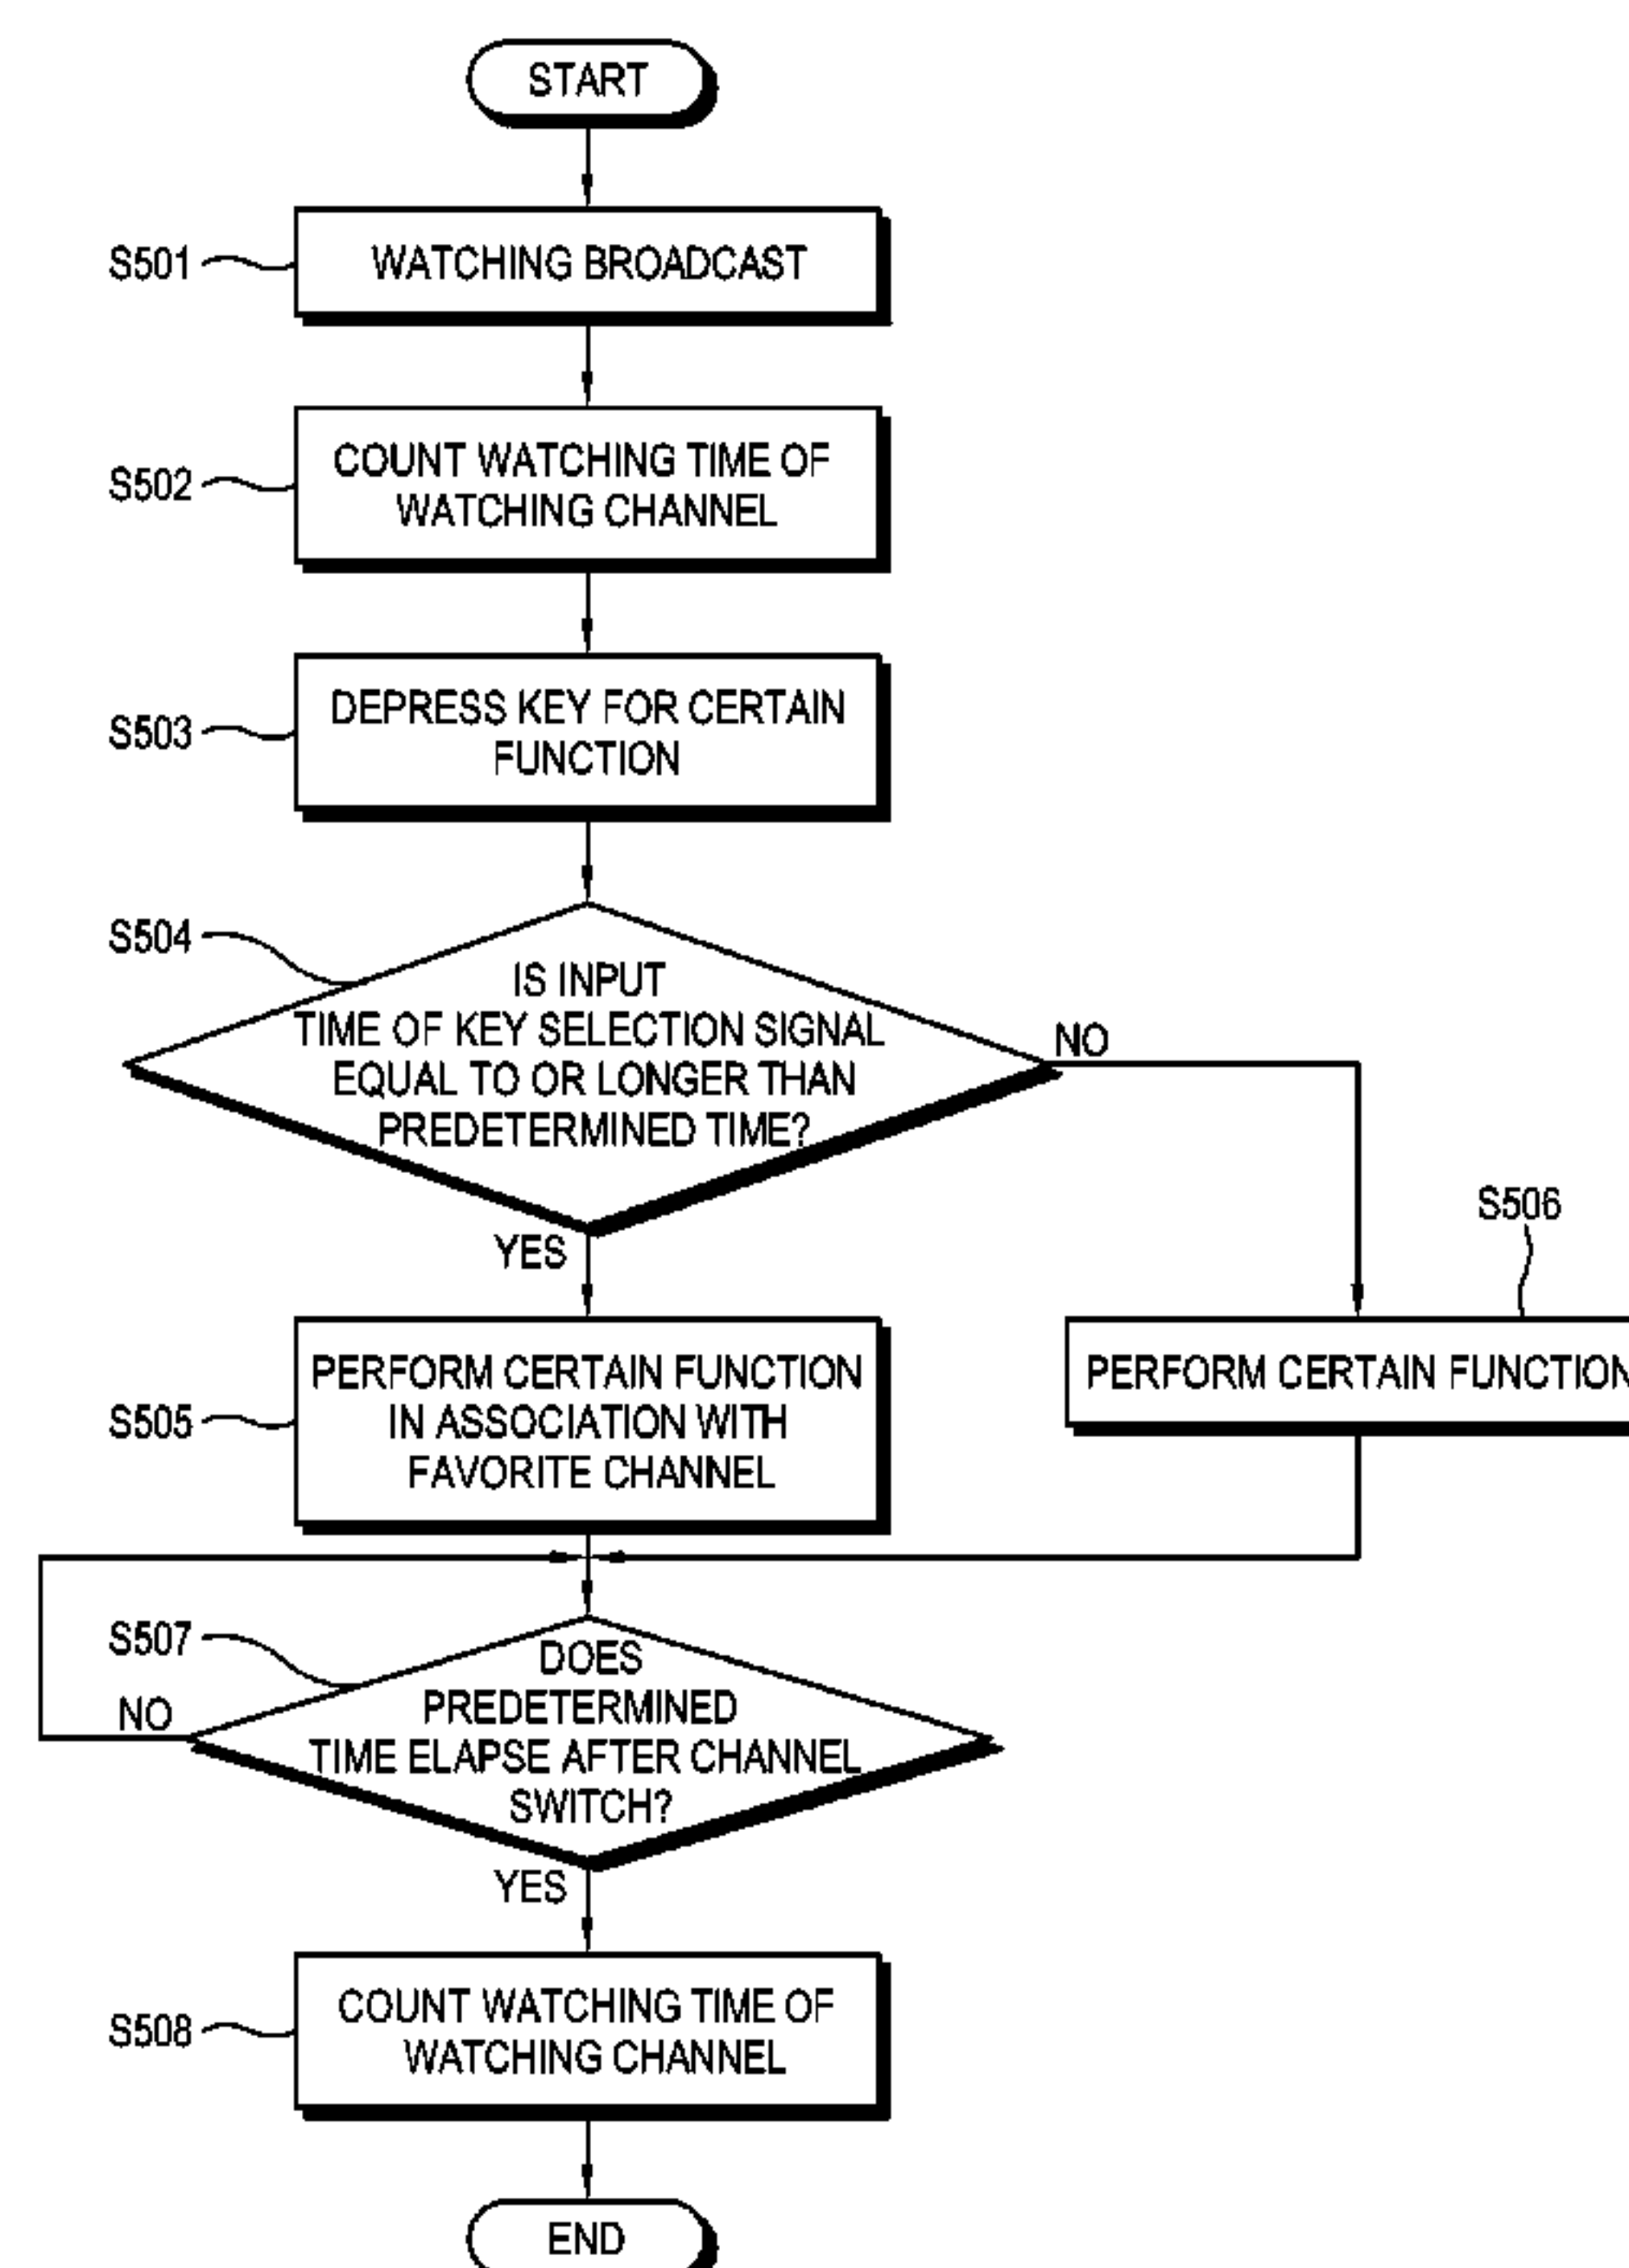 START
S501
WATCHING BROADCAST
S502
COUNT WATCHING TIME OF
WATCHING CHANNEL
S503
DEPRESS KEY FOR CERTAIN
FUNCTION
S504
IS INPUT
TIME OF KEY SELECTION SIGNAL
EQUAL TO OR LONGER THAN
PREDETERMINED TIME?
NO
YES
S506
S505
PERFORM CERTAIN FUNCTION
IN ASSOCIATION WITH
FAVORITE CHANNEL
PERFORM CERTAIN FUNCTION
S507
DOES
PREDETERMINED
TIME ELAPSE AFTER CHANNEL
SWITCH?
NO
YES
S508
COUNT WATCHING TIME OF
WATCHING CHANNEL
END